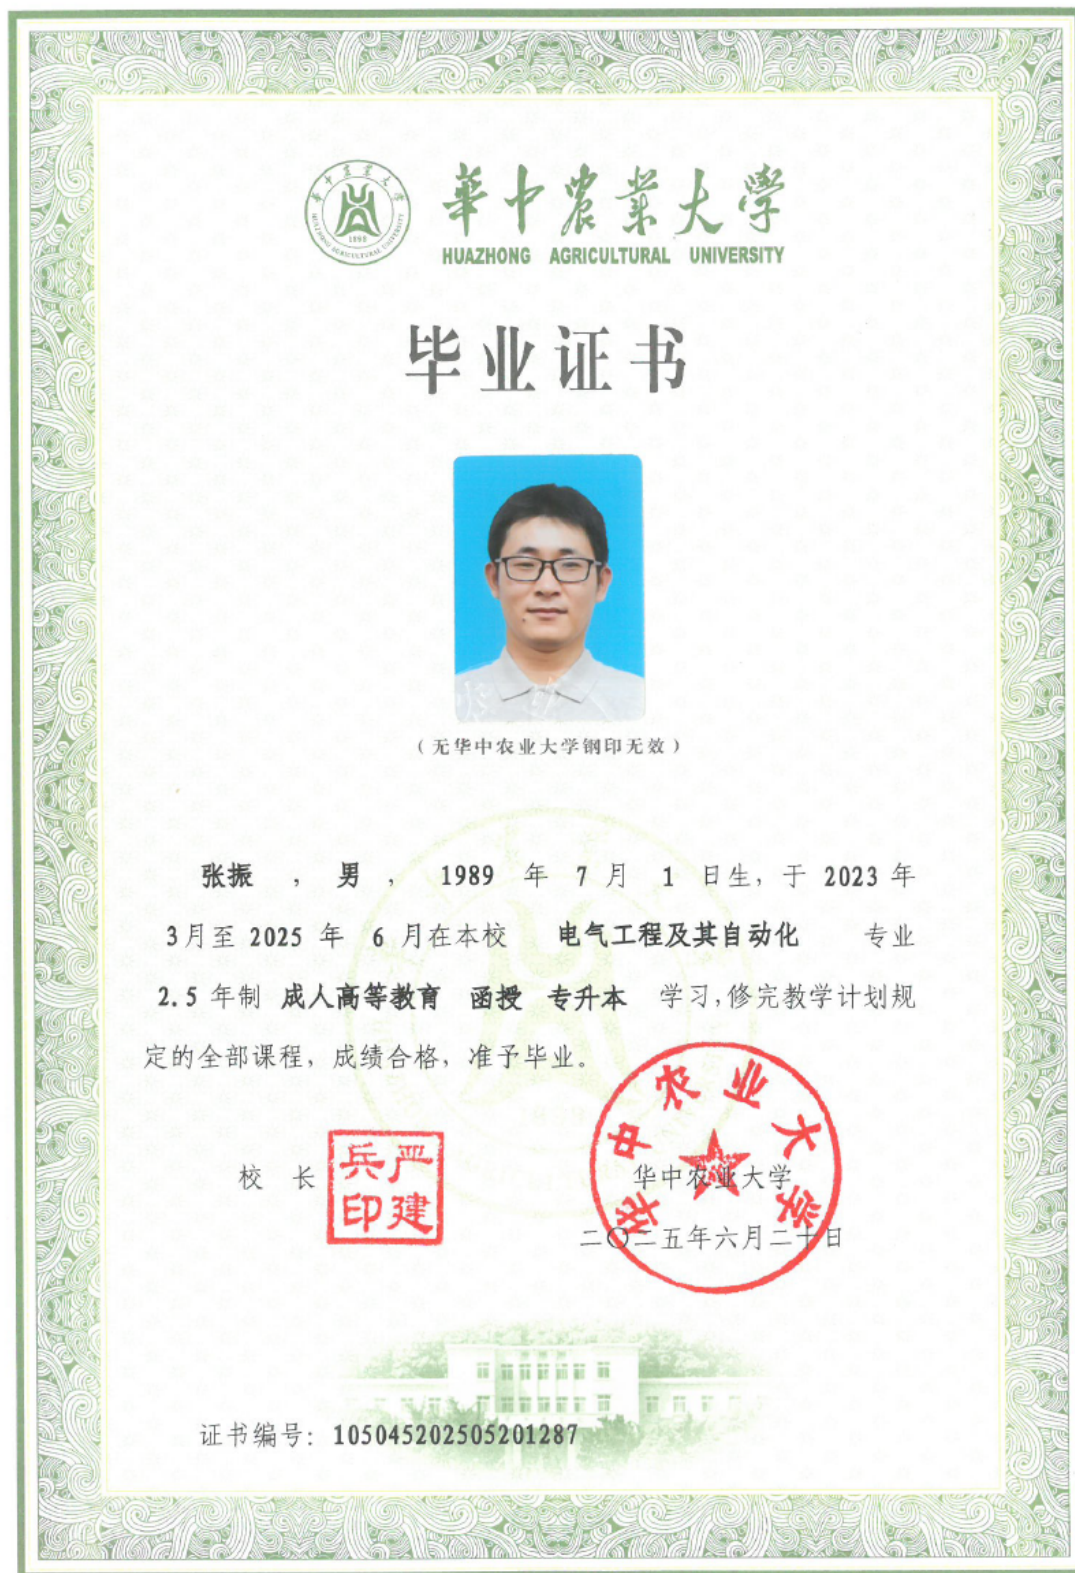 華中農業大學
HUAZHONG AGRICULTURAL UNIVERSITY
1898
毕业证书
（无华中农业大学钢印无效）
张振 ，男 ， 1989 年 7 月 1 日生，于 2023 年
3月至 2025 年 6 月在本校 电气工程及其自动化 专业
2.5 年制 成人高等教育 函授 专升本 学习，修完教学计划规
定的全部课程，成绩合格，准予毕业。
校 长
严建兵印
华中农业大学
华中农业大学
二〇二五年六月二十日
证书编号：105045202505201287